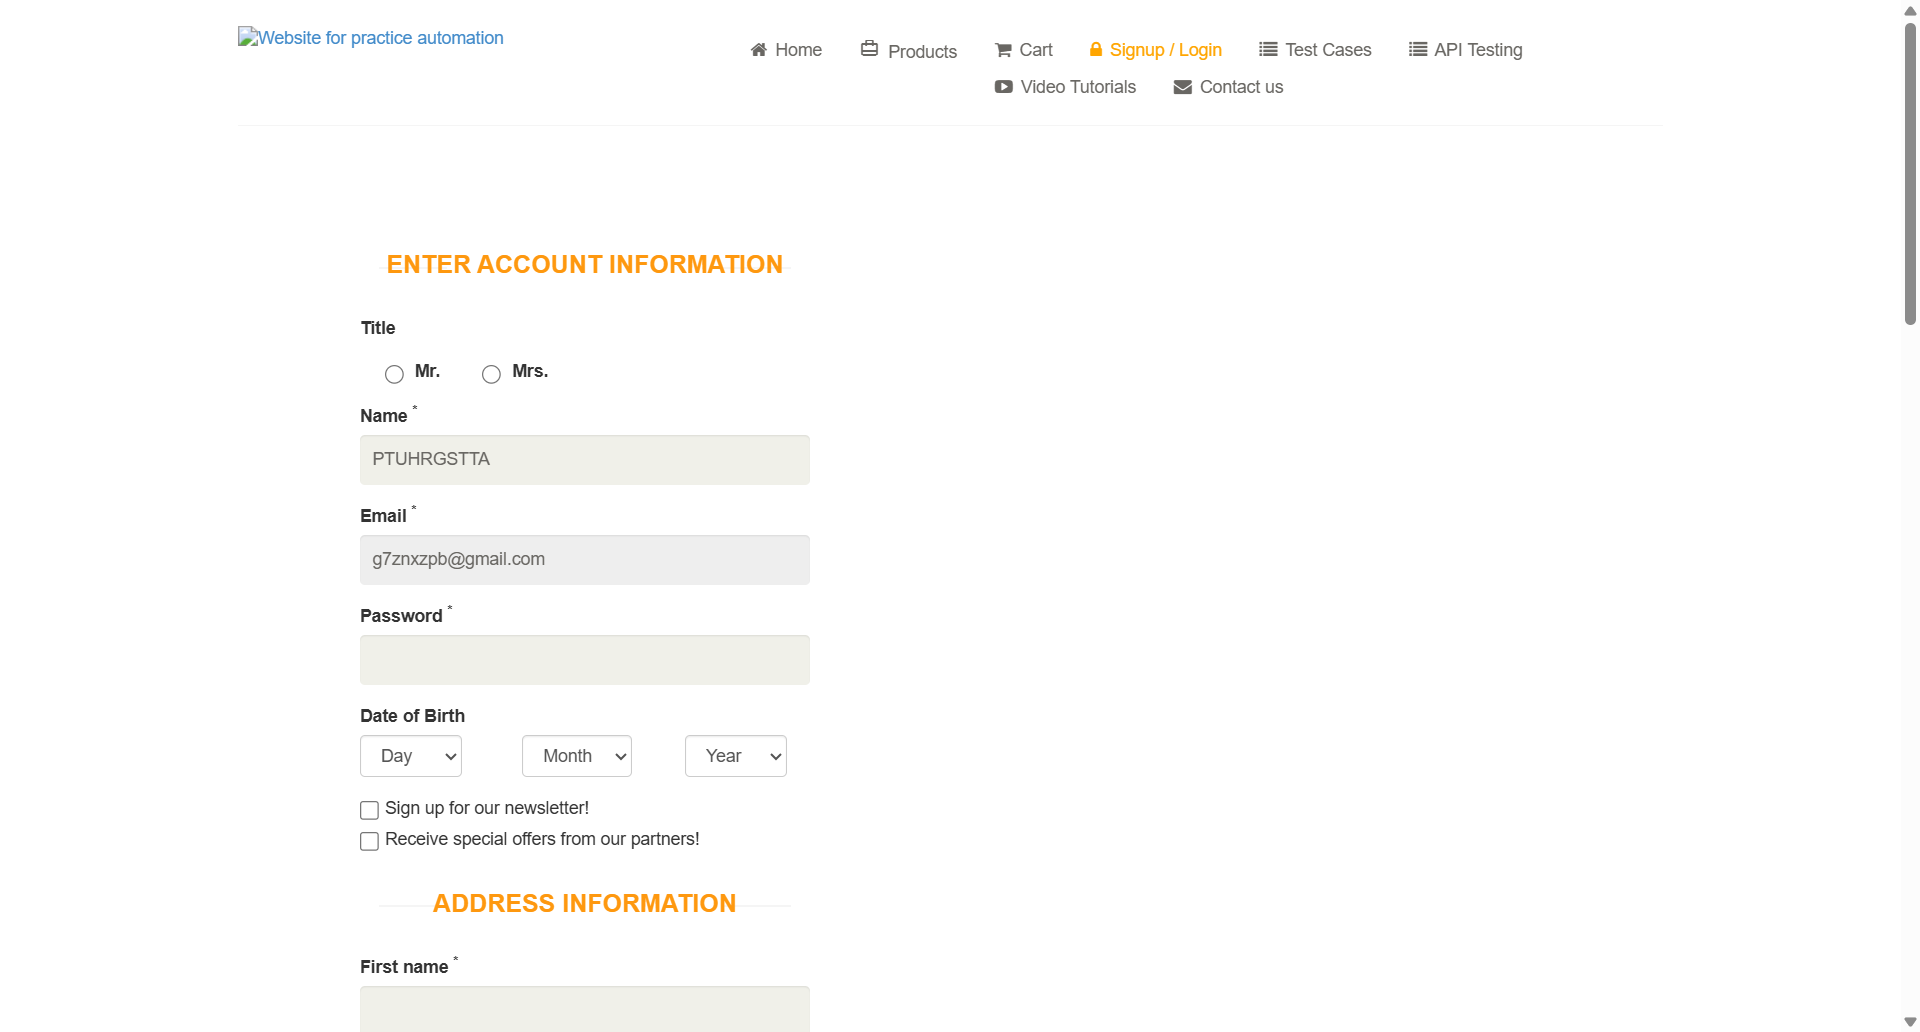 Website for practice automation
Home Products Cart Signup / Login Test Cases API Testing
Video Tutorials Contact us
ENTER ACCOUNT INFORMATION
Title
Mr. Mrs.
Name *
PTUHRGSTTA
Email *
g7znxzpb@gmail.com
Password *
Date of Birth
Day Month Year
Sign up for our newsletter!
Receive special offers from our partners!
ADDRESS INFORMATION
First name *